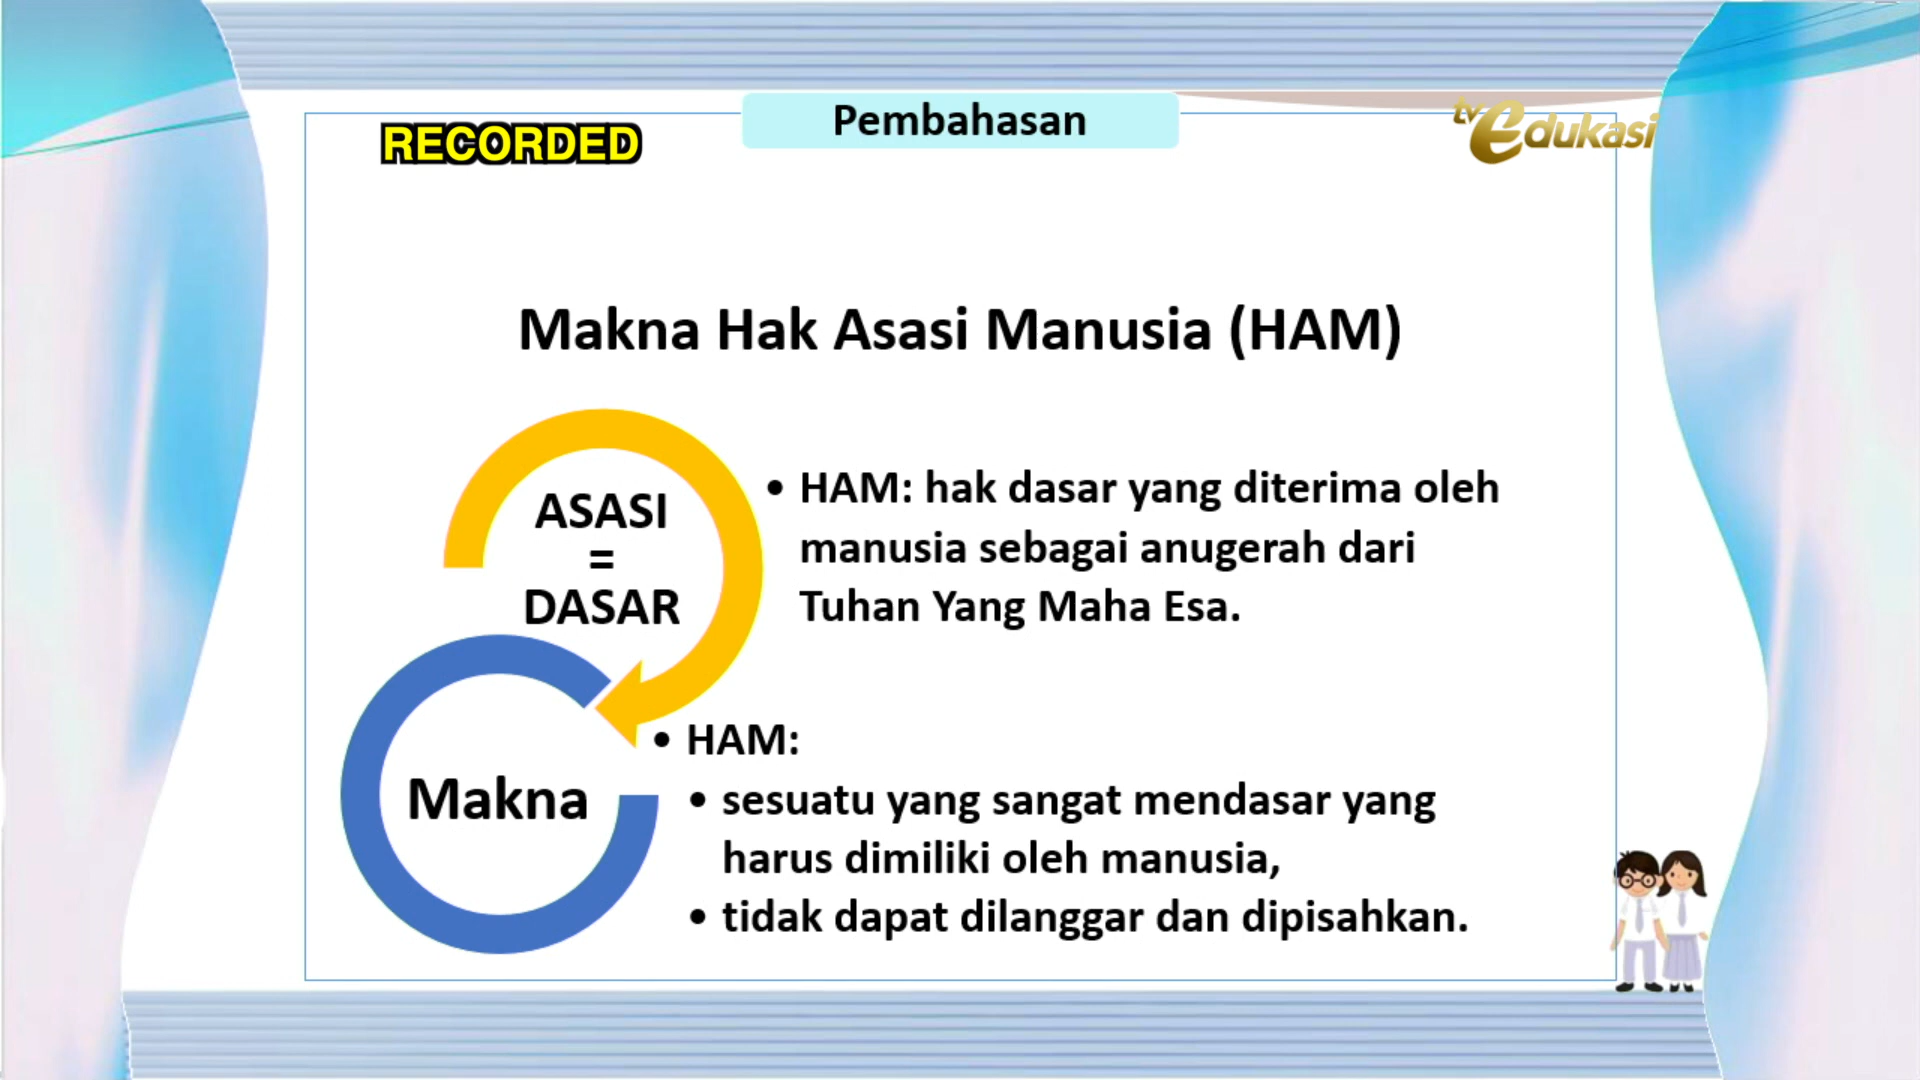 Pembahasan
RECORDED
tv Edukasi
Makna Hak Asasi Manusia (HAM)
ASASI
=
DASAR
• HAM: hak dasar yang diterima oleh
manusia sebagai anugerah dari
Tuhan Yang Maha Esa.
Makna
• HAM:
• sesuatu yang sangat mendasar yang
harus dimiliki oleh manusia,
• tidak dapat dilanggar dan dipisahkan.